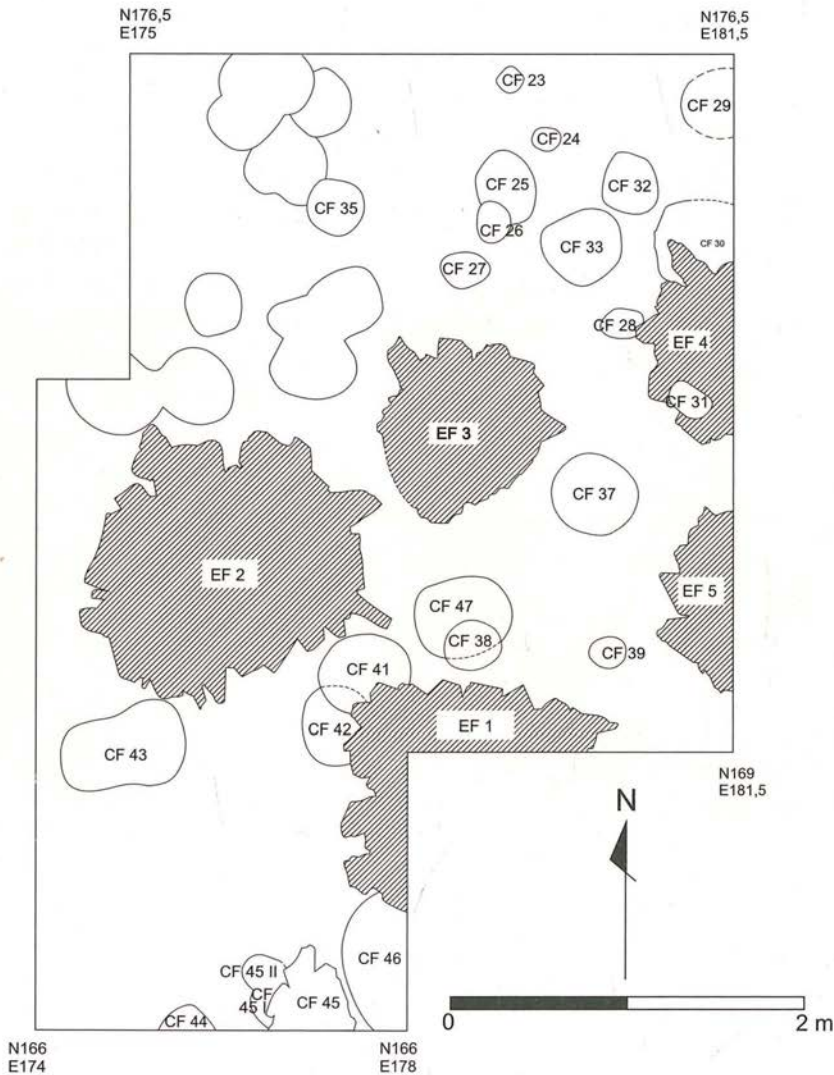 N176,5
E175
N176,5
E181,5
CF 23
CF 29
CF 24
CF 25
CF 32
CF 35
CF 26
CF 33
CF 30
CF 27
CF 28
EF 4
CF 31
EF 3
CF 37
EF 2
EF 5
CF 47
CF 38
CF 39
CF 41
CF 42
EF 1
CF 43
N169
E181,5
N
CF 46
CF 45 II
CF
45 I
CF 45
CF 44
0
2 m
N166
E174
N166
E178